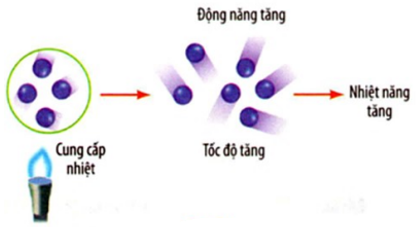 Động năng tăng
Cung cấp
nhiệt
Tốc độ tăng
Nhiệt năng
tăng